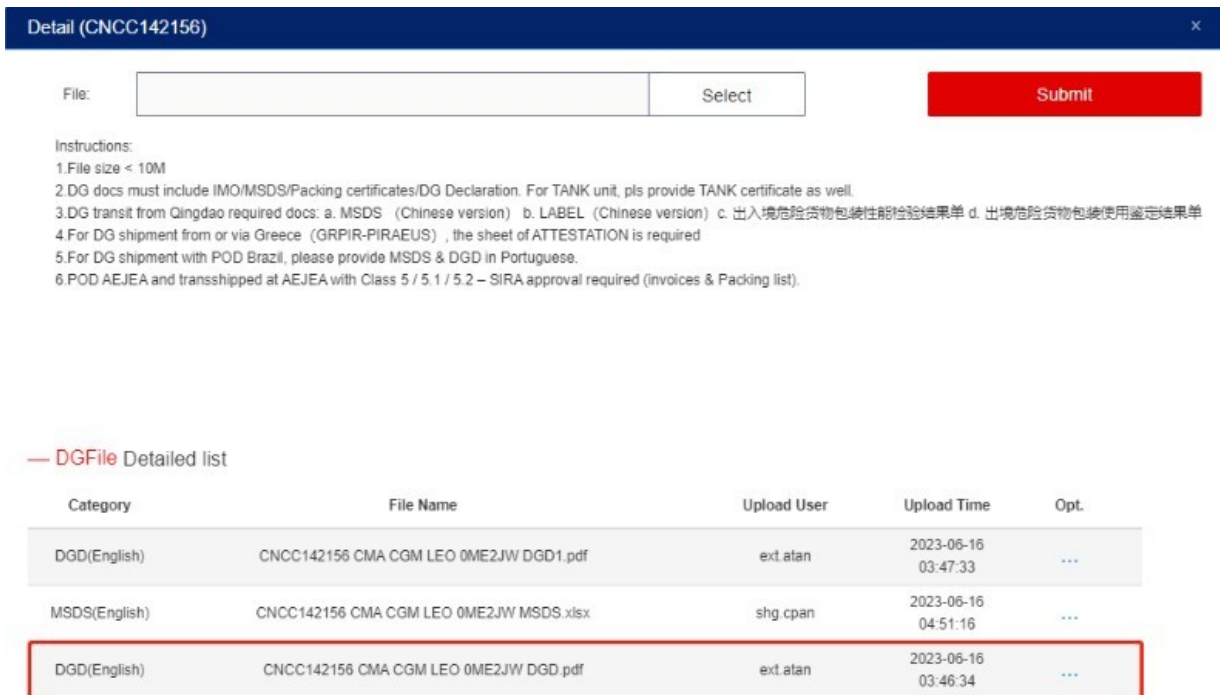 Detail (CNCC142156) ×
File: Select Submit
Instructions:
1.File size < 10M
2.DG docs must include IMO/MSDS/Packing certificates/DG Declaration. For TANK unit, pls provide TANK certificate as well.
3.DG transit from Qingdao required docs: a. MSDS （Chinese version） b. LABEL（Chinese version）c. 出入境危险货物包装性能检验结果单 d. 出境危险货物包装使用鉴定结果单
4.For DG shipment from or via Greece（GRPIR-PIRAEUS）, the sheet of ATTESTATION is required
5.For DG shipment with POD Brazil, please provide MSDS & DGD in Portuguese.
6.POD AEJEA and transshipped at AEJEA with Class 5 / 5.1 / 5.2 – SIRA approval required (invoices & Packing list).
— DGFile Detailed list
Category File Name Upload User Upload Time Opt.
DGD(English) CNCC142156 CMA CGM LEO 0ME2JW DGD1.pdf ext.atan 2023-06-16 03:47:33 ...
MSDS(English) CNCC142156 CMA CGM LEO 0ME2JW MSDS.xlsx shg.cpan 2023-06-16 04:51:16 ...
DGD(English) CNCC142156 CMA CGM LEO 0ME2JW DGD.pdf ext.atan 2023-06-16 03:46:34 ...